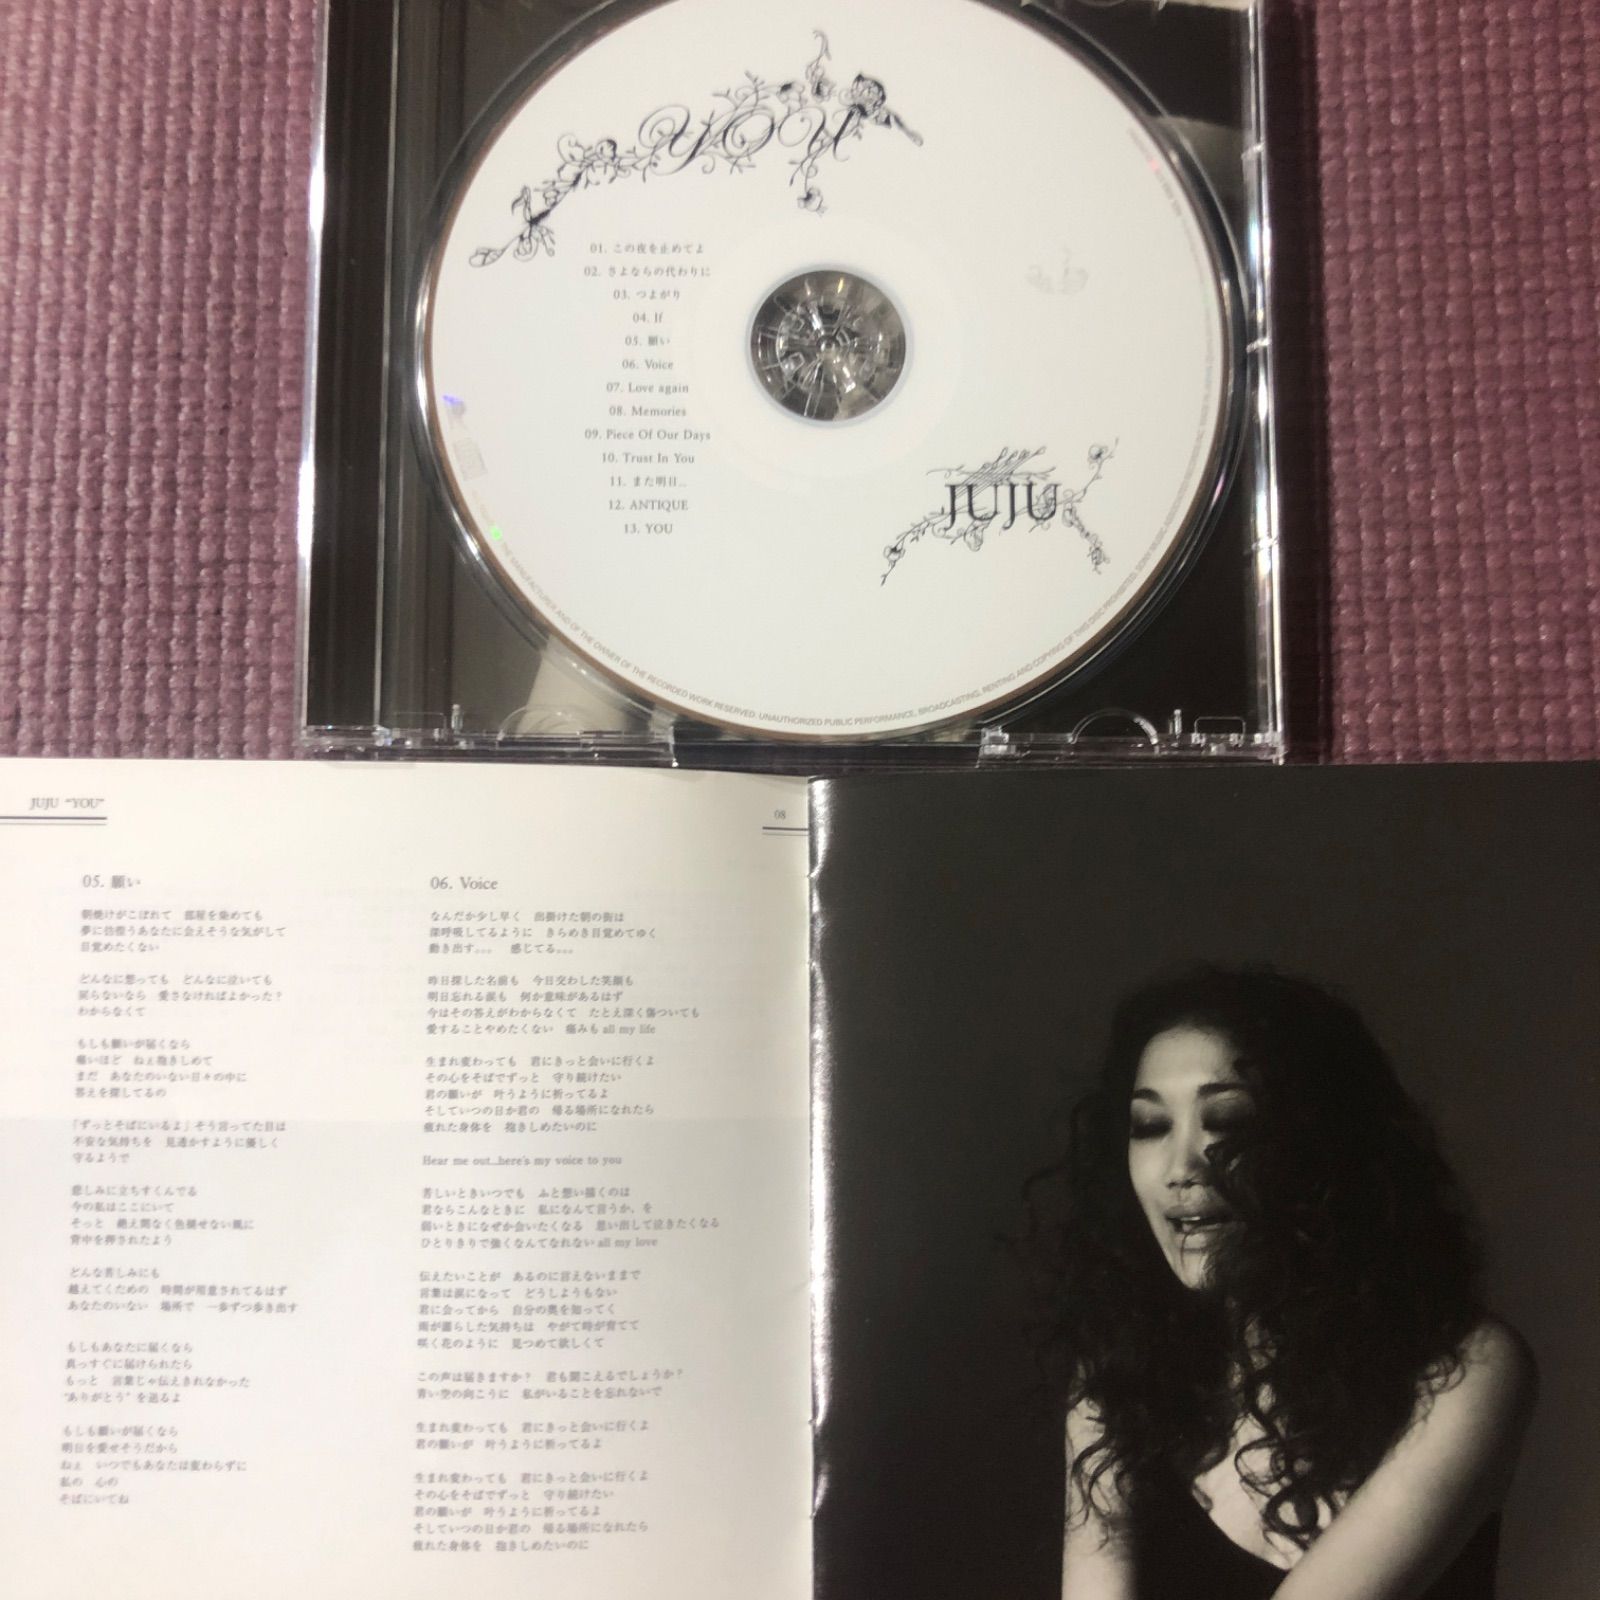 YOU
01. この夜を止めてよ
02. さよならの代わりに
03. つよがり
04. If
05. 願い
06. Voice
07. Love again
08. Memories
09. Piece Of Our Days
10. Trust In You
11. また明日...
12. ANTIQUE
13. YOU
JUJU
THE MANUFACTURER AND OF THE OWNER OF THE RECORDED WORK RESERVED. UNAUTHORIZED PUBLIC PERFORMANCE, BROADCASTING, RENTING AND COPYING OF THIS DISC PROHIBITED.
JUJU “YOU”
08
05. 願い
朝焼けがこぼれて　部屋を染めても
夢に彷徨うあなたに会えそうな気がして
目覚めたくない
どんなに想っても　どんなに泣いても
戻らないなら　愛さなければよかった？
わからなくて
もしも願いが届くなら
痛いほど　ねぇ抱きしめて
まだ　あなたのいない日々の中に
答えを探してるの
「ずっとそばにいるよ」そう言ってた目は
不安な気持ちを　見透かすように優しく
守るようで
悲しみに立ちすくんでる
今の私はここにいて
そっと　絶え間なく色褪せない風に
背中を押されたよう
どんな苦しみにも
越えてくための　時間が用意されてるはず
あなたのいない　場所で　一歩ずつ歩き出す
もしもあなたに届くなら
真っすぐに届けられたら
もっと　言葉じゃ伝えきれなかった
“ありがとう” を送るよ
もしも願いが届くなら
明日を愛せそうだから
ねぇ　いつでもあなたは変わらずに
私の　心の
そばにいてね
06. Voice
なんだか少し早く　出掛けた朝の街は
深呼吸してるように　きらめき目覚めてゆく
動き出す。。。　感じてる。。。
昨日探した名前も　今日交わした笑顔も
明日忘れる涙も　何か意味があるはず
今はその答えがわからなくて　たとえ深く傷ついても
愛することやめたくない　痛みも all my life
生まれ変わっても　君にきっと会いに行くよ
その心をそばでずっと　守り続けたい
君の願いが　叶うように祈ってるよ
そしていつの日か君の　帰る場所になれたら
疲れた身体を　抱きしめたいのに
Hear me out...here's my voice to you
苦しいときいつでも　ふと想い描くのは
君ならこんなときに　私になんて言うか、を
弱いときになぜか会いたくなる　思い出して泣きたくなる
ひとりきりで強くなんてなれない all my love
伝えたいことが　あるのに言えないままで
言葉は涙になって　どうしようもない
君に会ってから　自分の奥を知ってく
雨が濡らした気持ちは　やがて時が育てて
咲く花のように　見つめて欲しくて
この声は届きますか？　君も聞こえるでしょうか？
青い空の向こうに　私がいることを忘れないで
生まれ変わっても　君にきっと会いに行くよ
君の願いが　叶うように祈ってるよ
生まれ変わっても　君にきっと会いに行くよ
その心をそばでずっと　守り続けたい
君の願いが　叶うように祈ってるよ
そしていつの日か君の　帰る場所になれたら
疲れた身体を　抱きしめたいのに